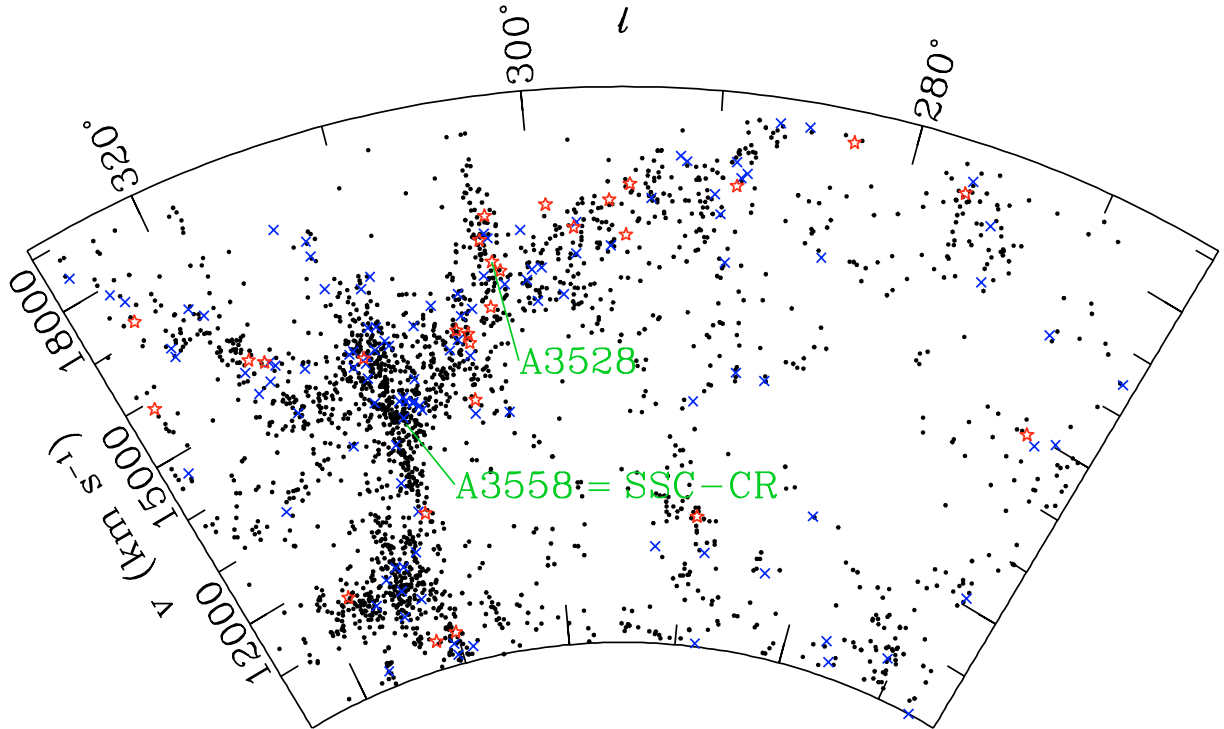 l
320°
300°
280°
18000
15000
12000
v (km s⁻¹)
A3528
A3558 = SSC-CR